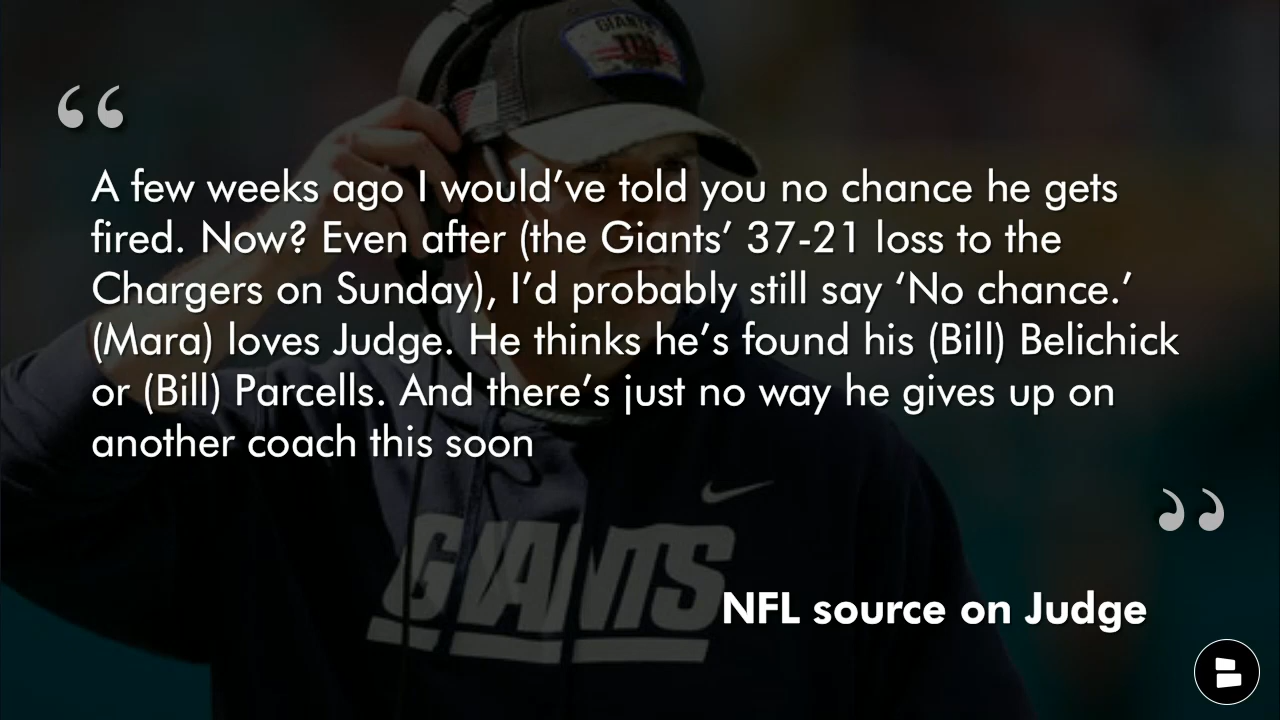 GIANTS
“
A few weeks ago I would’ve told you no chance he gets
fired. Now? Even after (the Giants’ 37-21 loss to the
Chargers on Sunday), I’d probably still say ‘No chance.’
(Mara) loves Judge. He thinks he’s found his (Bill) Belichick
or (Bill) Parcells. And there’s just no way he gives up on
another coach this soon
”
GIANTS
NFL source on Judge